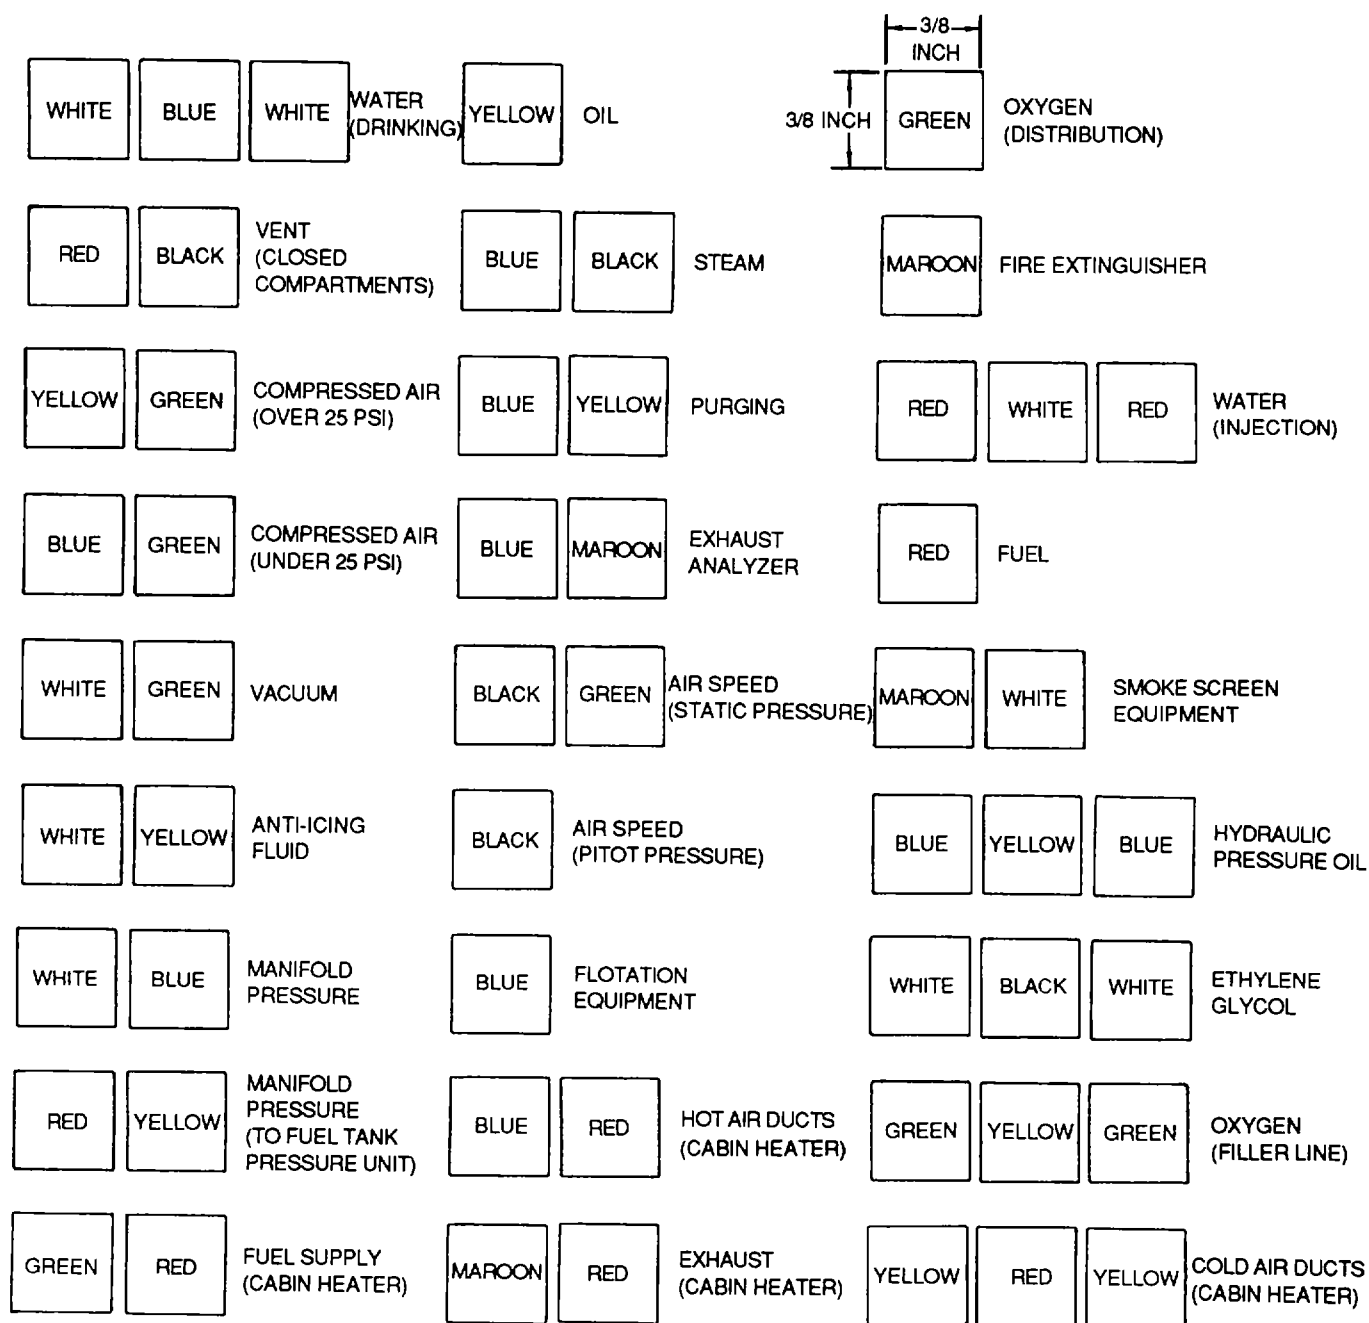 3/8
INCH
WHITE BLUE WHITE WATER
(DRINKING)
YELLOW OIL
3/8 INCH GREEN OXYGEN
(DISTRIBUTION)
RED BLACK VENT
(CLOSED
COMPARTMENTS)
BLUE BLACK STEAM
MAROON FIRE EXTINGUISHER
YELLOW GREEN COMPRESSED AIR
(OVER 25 PSI)
BLUE YELLOW PURGING
RED WHITE RED WATER
(INJECTION)
BLUE GREEN COMPRESSED AIR
(UNDER 25 PSI)
BLUE MAROON EXHAUST
ANALYZER
RED FUEL
WHITE GREEN VACUUM
BLACK GREEN AIR SPEED
(STATIC PRESSURE)
MAROON WHITE SMOKE SCREEN
EQUIPMENT
WHITE YELLOW ANTI-ICING
FLUID
BLACK AIR SPEED
(PITOT PRESSURE)
BLUE YELLOW BLUE HYDRAULIC
PRESSURE OIL
WHITE BLUE MANIFOLD
PRESSURE
BLUE FLOTATION
EQUIPMENT
WHITE BLACK WHITE ETHYLENE
GLYCOL
RED YELLOW MANIFOLD
PRESSURE
(TO FUEL TANK
PRESSURE UNIT)
BLUE RED HOT AIR DUCTS
(CABIN HEATER)
GREEN YELLOW GREEN OXYGEN
(FILLER LINE)
GREEN RED FUEL SUPPLY
(CABIN HEATER)
MAROON RED EXHAUST
(CABIN HEATER)
YELLOW RED YELLOW COLD AIR DUCTS
(CABIN HEATER)